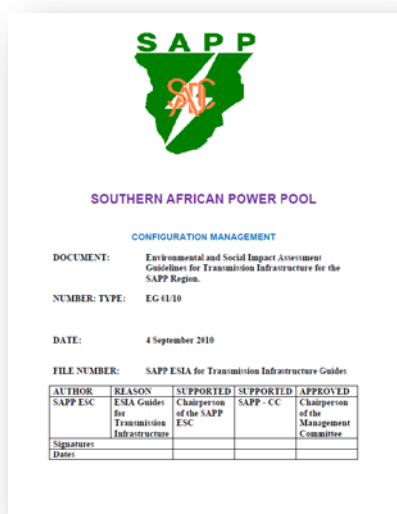 SAPP
SADC
SOUTHERN AFRICAN POWER POOL
CONFIGURATION MANAGEMENT
DOCUMENT: Environmental and Social Impact Assessment
Guidelines for Transmission Infrastructure for the
SAPP Region.
NUMBER: TYPE: EG 01/10
DATE: 4 September 2010
FILE NUMBER: SAPP ESIA for Transmission Infrastructure Guides
AUTHOR REASON SUPPORTED SUPPORTED APPROVED
SAPP ESC ESIA Guides Chairperson SAPP - CC Chairperson
for of the SAPP of the
Transmission ESC Management
Infrastructure Committee
Signatures
Dates